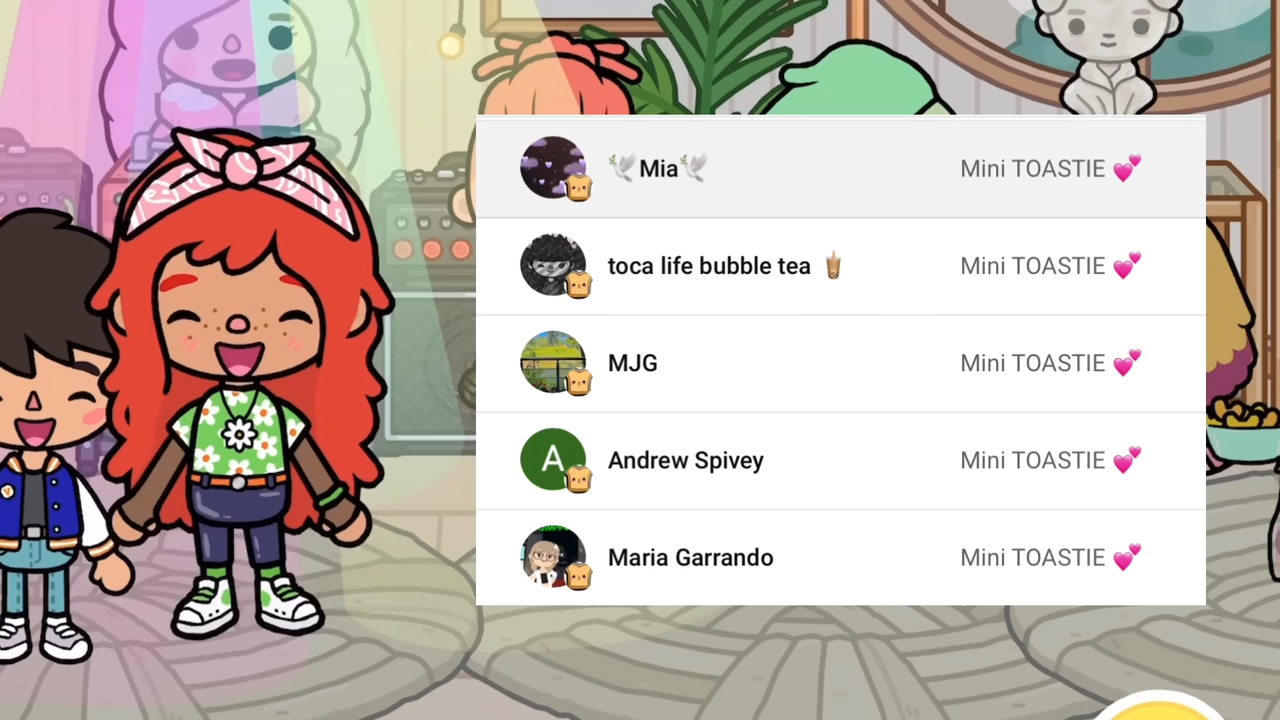 🕊️Mia🕊️ Mini TOASTIE 💕
toca life bubble tea 🧋 Mini TOASTIE 💕
MJG Mini TOASTIE 💕
A Andrew Spivey Mini TOASTIE 💕
Maria Garrando Mini TOASTIE 💕